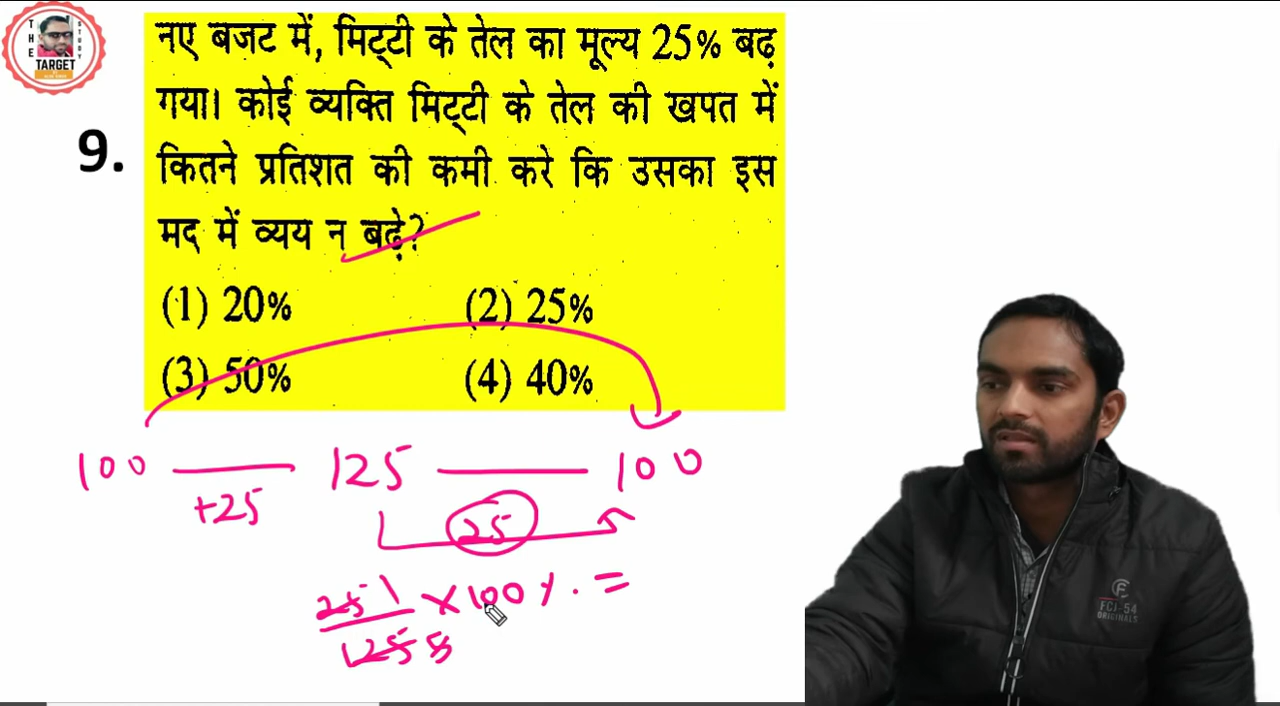 THE
STUDY
TARGET
9.
नए बजट में, मिट्टी के तेल का मूल्य 25% बढ़
गया। कोई व्यक्ति मिट्टी के तेल की खपत में
कितने प्रतिशत की कमी करे कि उसका इस
मद में व्यय न बढ़े?
(1) 20% (2) 25%
(3) 50% (4) 40%
100 125 100
+25 25
25 1 × 100 % =
125 5
FCJ-54
ORIGINALS